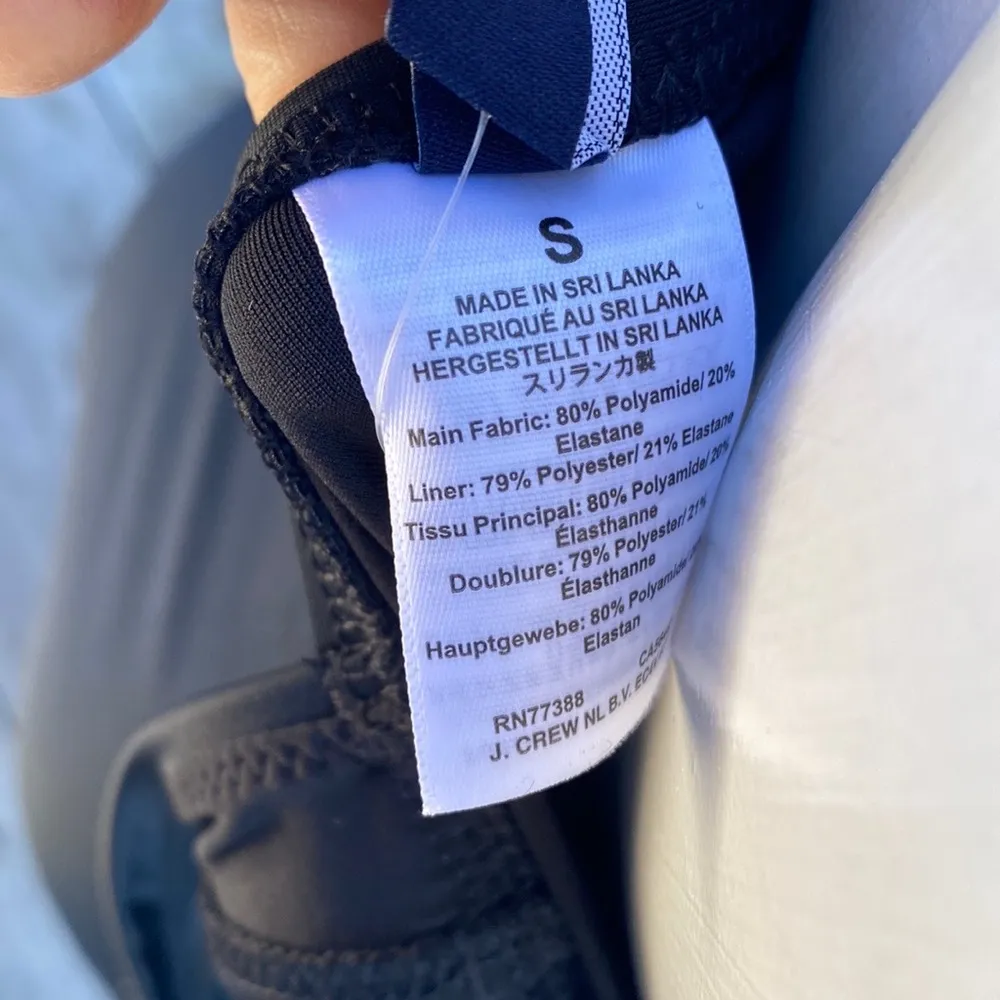 S
MADE IN SRI LANKA
FABRIQUÉ AU SRI LANKA
HERGESTELLT IN SRI LANKA
スリランカ製
Main Fabric: 80% Polyamide/ 20%
Elastane
Liner: 79% Polyester/ 21% Elastane
Tissu Principal: 80% Polyamide/ 20%
Élasthanne
Doublure: 79% Polyester/ 21%
Élasthanne
Hauptgewebe: 80% Polyamide/
Elastan
RN77388
J. CREW NL B.V.